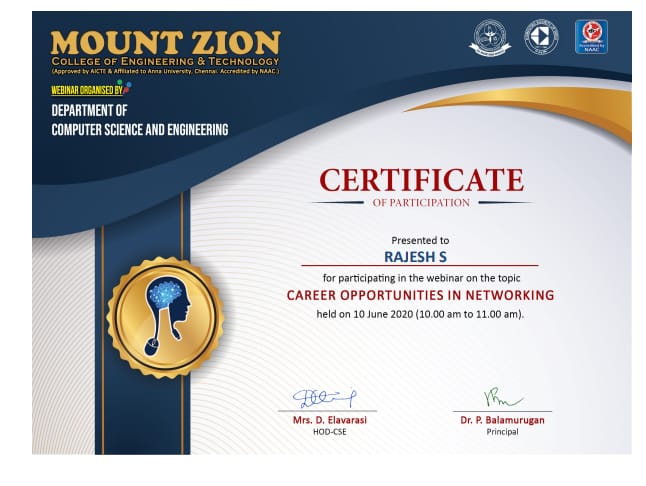 MOUNT ZION
COLLEGE OF ENGINEERING & TECHNOLOGY
(Approved by AICTE & Affiliated to Anna University, Chennai. Accredited by NAAC.)
WEBINAR ORGANISED BY
DEPARTMENT OF
COMPUTER SCIENCE AND ENGINEERING
Accredited by
NAAC
CERTIFICATE
OF PARTICIPATION
Presented to
RAJESH S
for participating in the webinar on the topic
CAREER OPPORTUNITIES IN NETWORKING
held on 10 June 2020 (10.00 am to 11.00 am).
Mrs. D. Elavarasi
HOD-CSE
Dr. P. Balamurugan
Principal